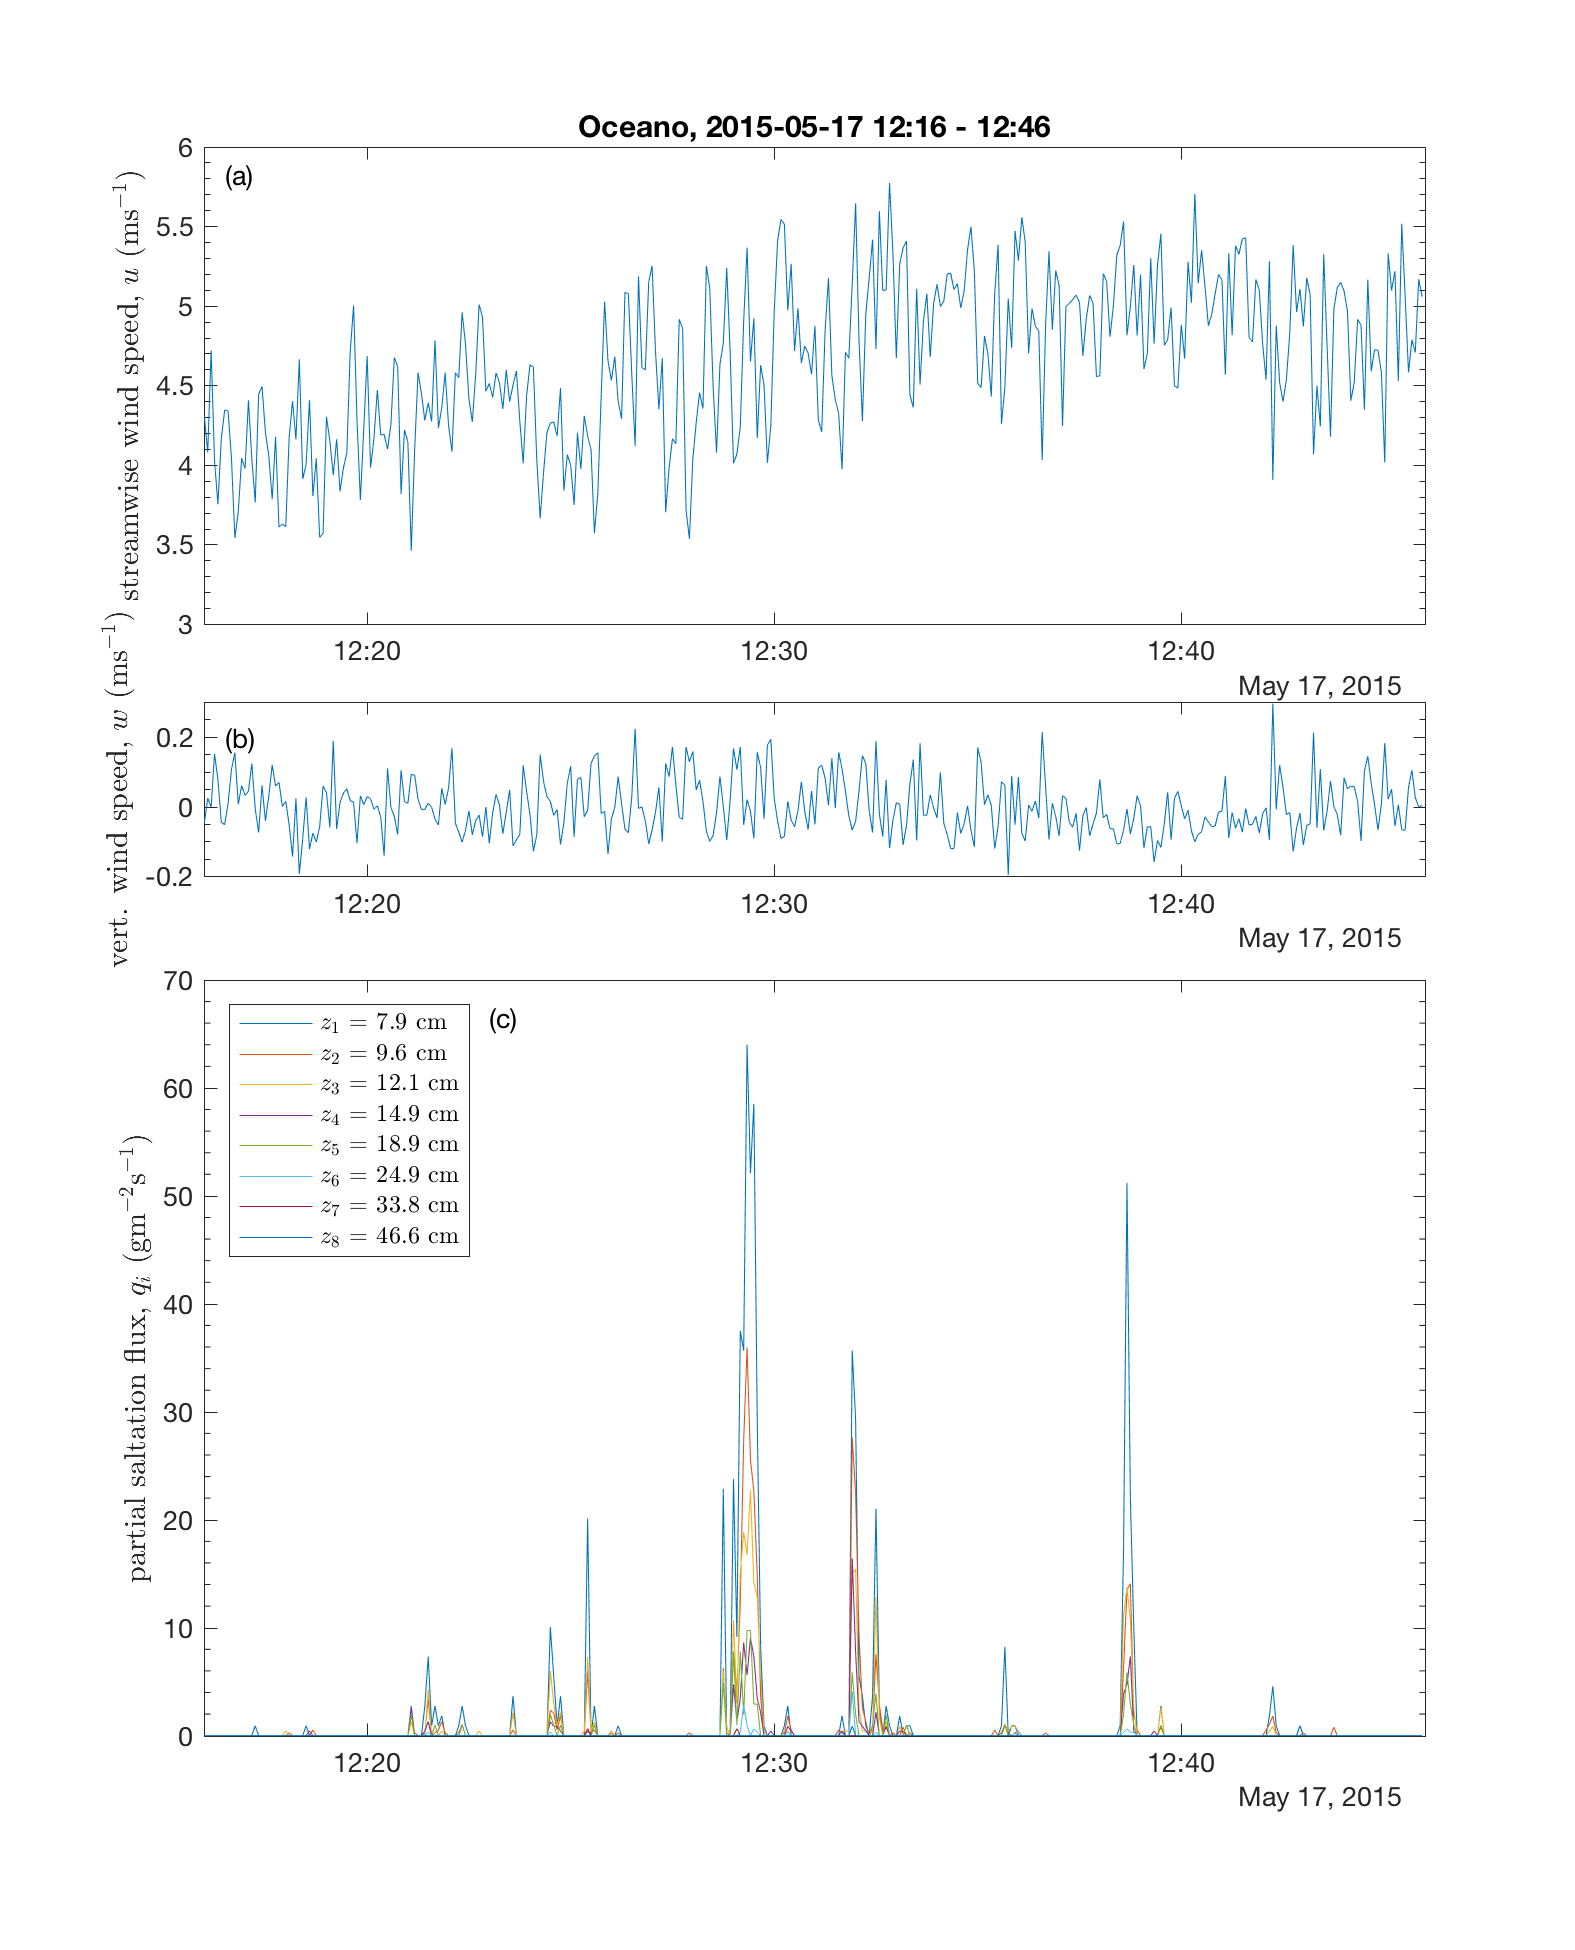 Oceano, 2015-05-17 12:16 - 12:46
(a)
streamwise wind speed, u (ms⁻¹)
6
5.5
5
4.5
4
3.5
3
12:20 12:30 12:40
May 17, 2015
(b)
vert. wind speed, w (ms⁻¹)
0.2
0
-0.2
12:20 12:30 12:40
May 17, 2015
(c)
partial saltation flux, qᵢ (gm⁻²s⁻¹)
70
60
50
40
30
20
10
0
z₁ = 7.9 cm
z₂ = 9.6 cm
z₃ = 12.1 cm
z₄ = 14.9 cm
z₅ = 18.9 cm
z₆ = 24.9 cm
z₇ = 33.8 cm
z₈ = 46.6 cm
12:20 12:30 12:40
May 17, 2015